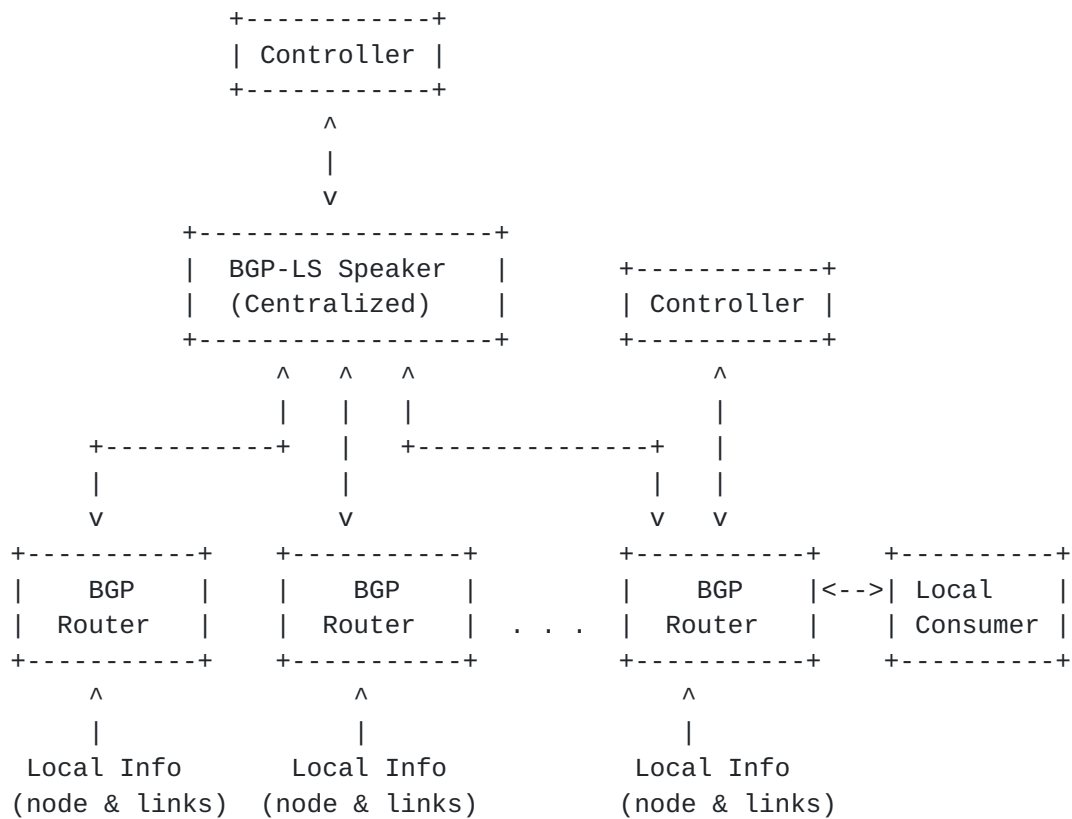 Controller
BGP-LS Speaker
(Centralized)
Controller
BGP BGP BGP Local
Router Router . . . Router Consumer
Local Info Local Info Local Info
(node & links) (node & links) (node & links)